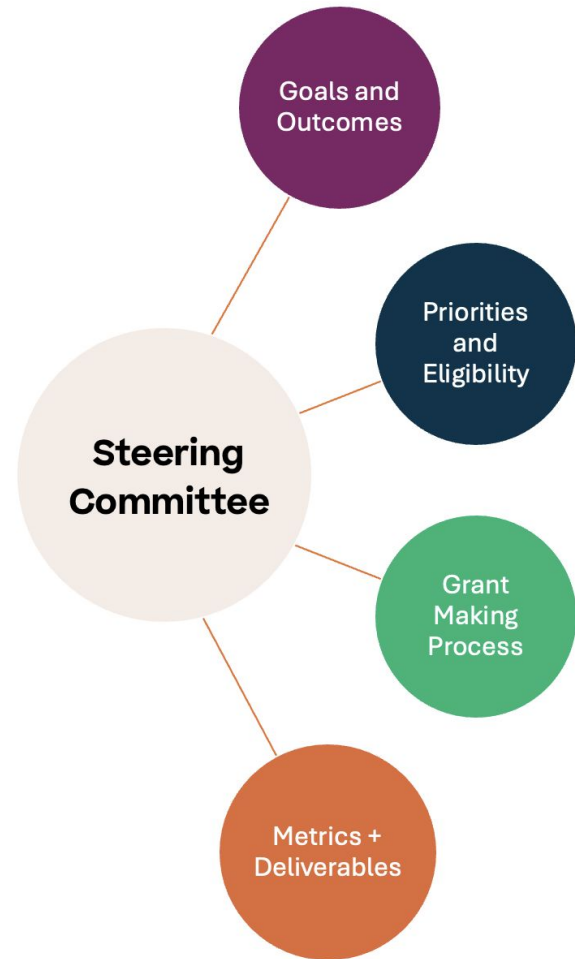 Goals and
Outcomes
Priorities
and
Eligibility
Steering
Committee
Grant
Making
Process
Metrics +
Deliverables